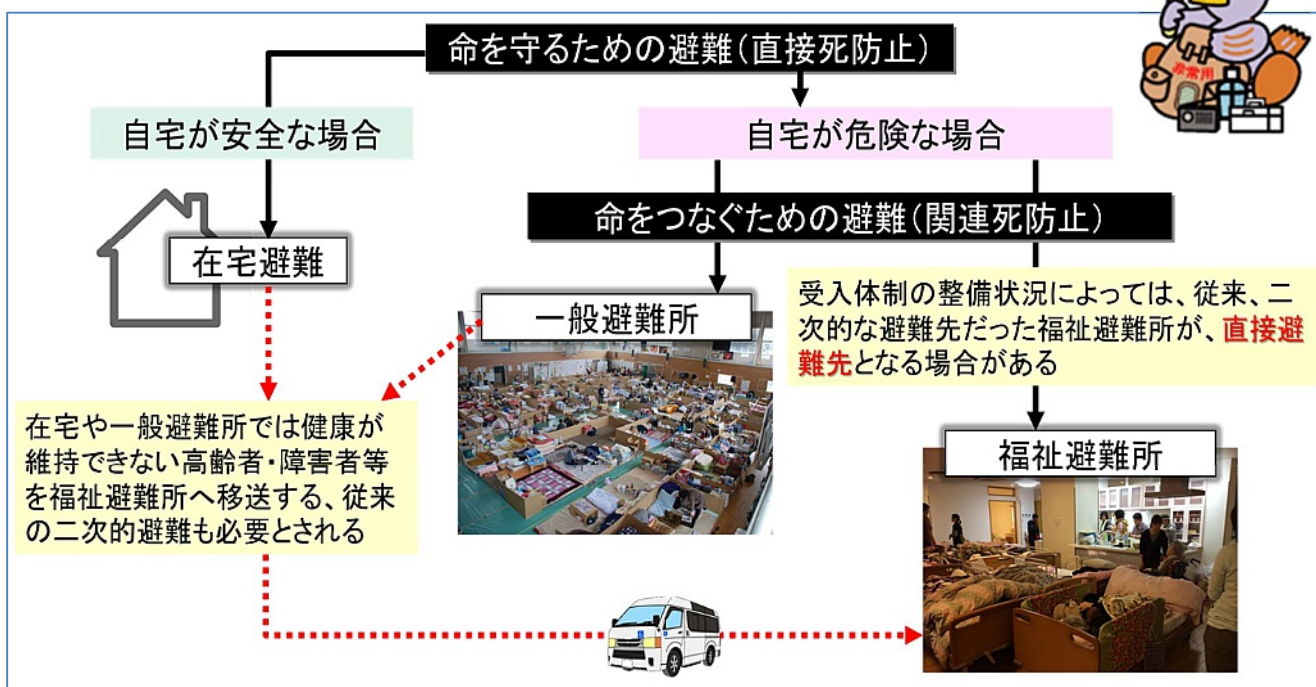 命を守るための避難（直接死防止）
非常用
自宅が安全な場合
自宅が危険な場合
命をつなぐための避難（関連死防止）
在宅避難
一般避難所
受入体制の整備状況によっては、従来、二
次的な避難先だった福祉避難所が、直接避
難先となる場合がある
在宅や一般避難所では健康が
維持できない高齢者・障害者等
を福祉避難所へ移送する、従来
の二次的避難も必要とされる
福祉避難所